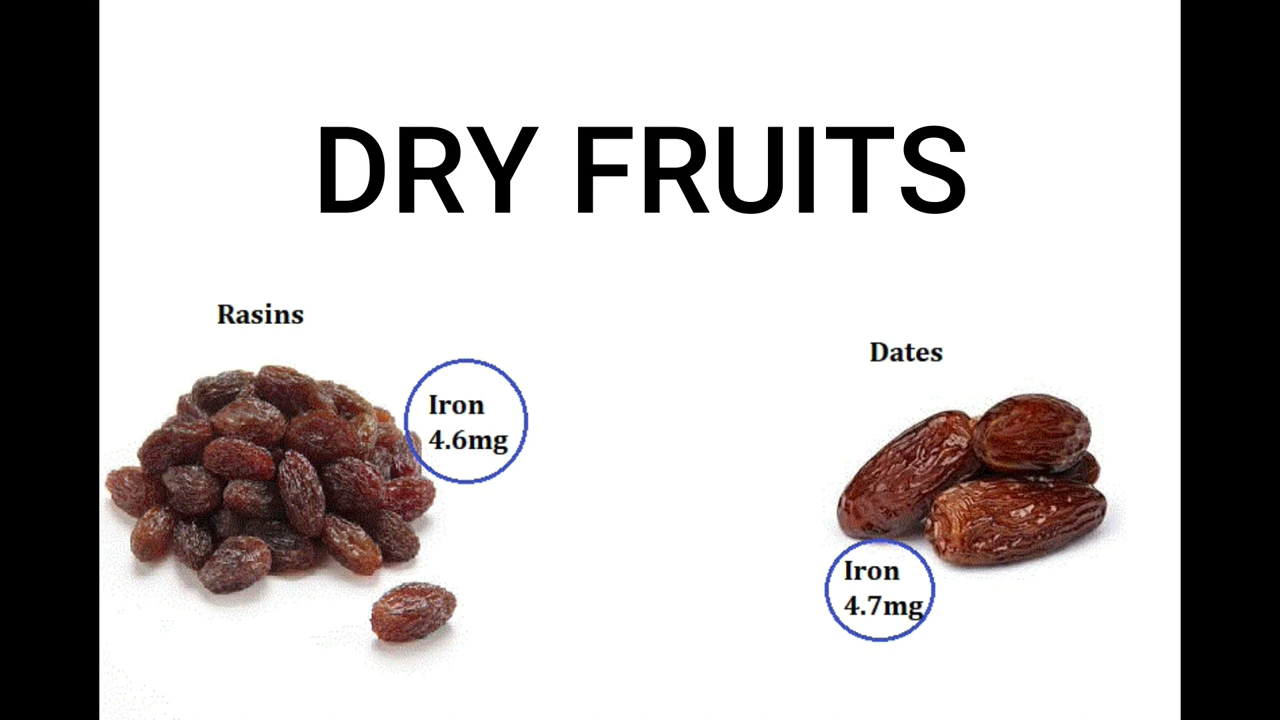 DRY FRUITS
Rasins
Iron
4.6mg
Dates
Iron
4.7mg